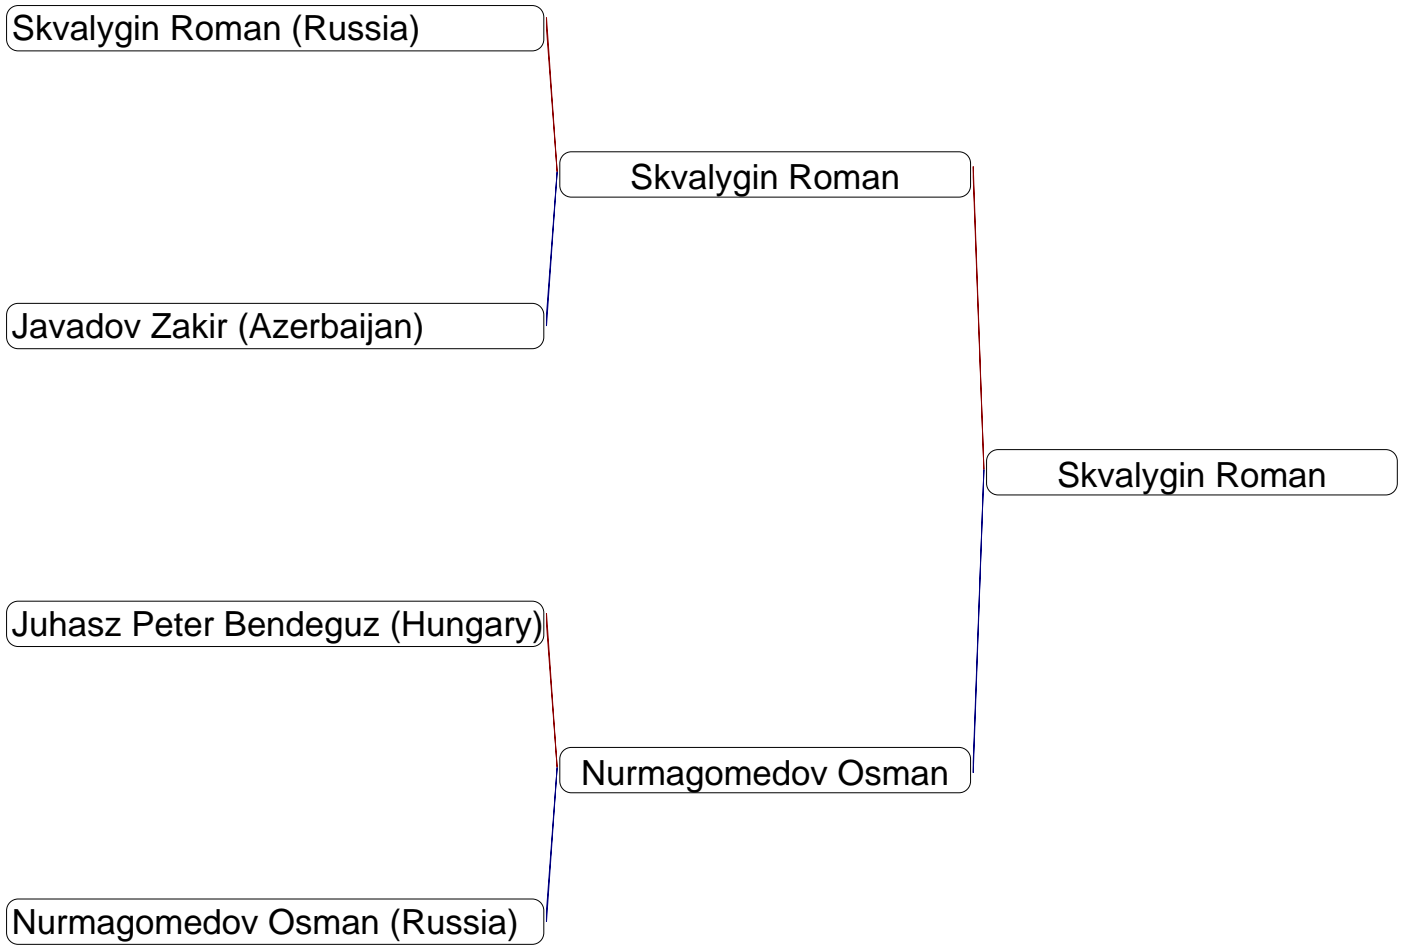 Skvalygin Roman (Russia)
Skvalygin Roman
Javadov Zakir (Azerbaijan)
Skvalygin Roman
Juhasz Peter Bendeguz (Hungary)
Nurmagomedov Osman
Nurmagomedov Osman (Russia)